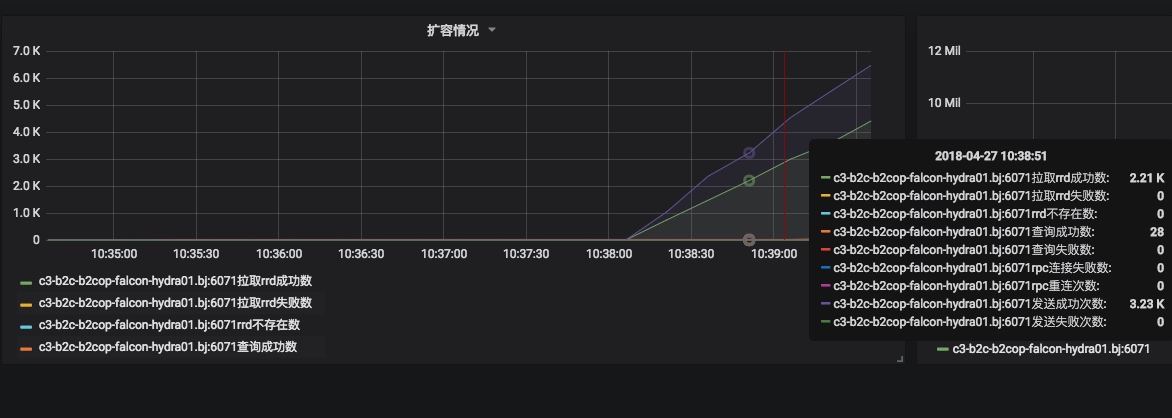 扩容情况
7.0 K
6.0 K
5.0 K
4.0 K
3.0 K
2.0 K
1.0 K
0
10:35:00 10:35:30 10:36:00 10:36:30 10:37:00 10:37:30 10:38:00 10:38:30 10:39:00
c3-b2c-b2cop-falcon-hydra01.bj:6071拉取rrd成功数
c3-b2c-b2cop-falcon-hydra01.bj:6071拉取rrd失败数
c3-b2c-b2cop-falcon-hydra01.bj:6071rrd不存在数
c3-b2c-b2cop-falcon-hydra01.bj:6071查询成功数
12 Mil
10 Mil
2018-04-27 10:38:51
c3-b2c-b2cop-falcon-hydra01.bj:6071拉取rrd成功数: 2.21 K
c3-b2c-b2cop-falcon-hydra01.bj:6071拉取rrd失败数: 0
c3-b2c-b2cop-falcon-hydra01.bj:6071rrd不存在数: 0
c3-b2c-b2cop-falcon-hydra01.bj:6071查询成功数: 28
c3-b2c-b2cop-falcon-hydra01.bj:6071查询失败数: 0
c3-b2c-b2cop-falcon-hydra01.bj:6071rpc连接失败数: 0
c3-b2c-b2cop-falcon-hydra01.bj:6071rpc重连次数: 0
c3-b2c-b2cop-falcon-hydra01.bj:6071发送成功次数: 3.23 K
c3-b2c-b2cop-falcon-hydra01.bj:6071发送失败次数: 0
c3-b2c-b2cop-falcon-hydra01.bj:6071